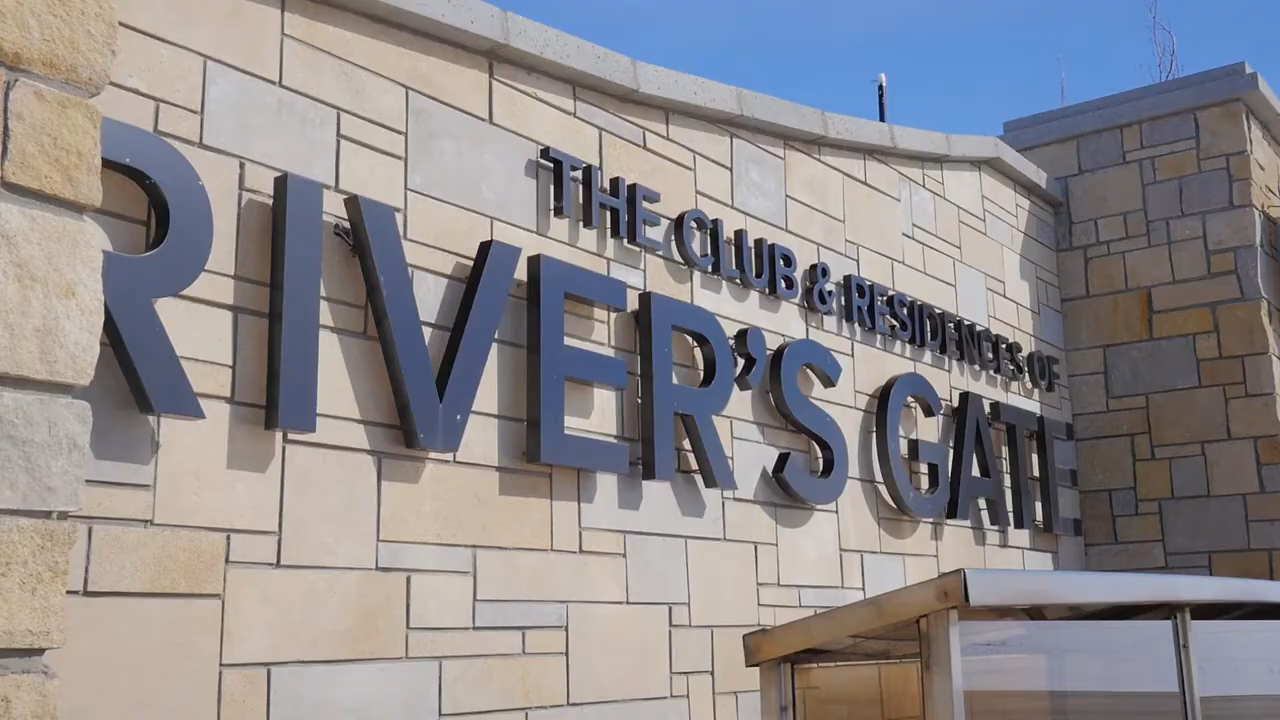 THE CLUB & RESIDENCES OF
RIVER'S GATE